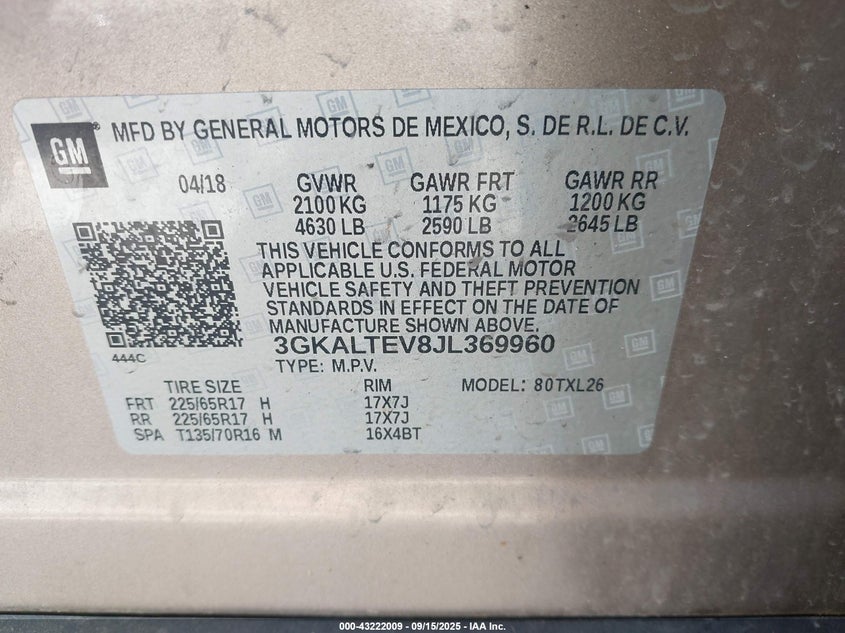 GM
MFD BY GENERAL MOTORS DE MEXICO, S. DE R.L. DE C.V.
04/18 GVWR GAWR FRT GAWR RR
2100 KG 1175 KG 1200 KG
4630 LB 2590 LB 2645 LB
THIS VEHICLE CONFORMS TO ALL
APPLICABLE U.S. FEDERAL MOTOR
VEHICLE SAFETY AND THEFT PREVENTION
STANDARDS IN EFFECT ON THE DATE OF
MANUFACTURE SHOWN ABOVE.
444C
3GKALTEV8JL369960
TYPE: M.P.V.
TIRE SIZE RIM MODEL: 80TXL26
FRT 225/65R17 H 17X7J
RR 225/65R17 H 17X7J
SPA T135/70R16 M 16X4BT
000-43222009 - 09/15/2025 - IAA Inc.